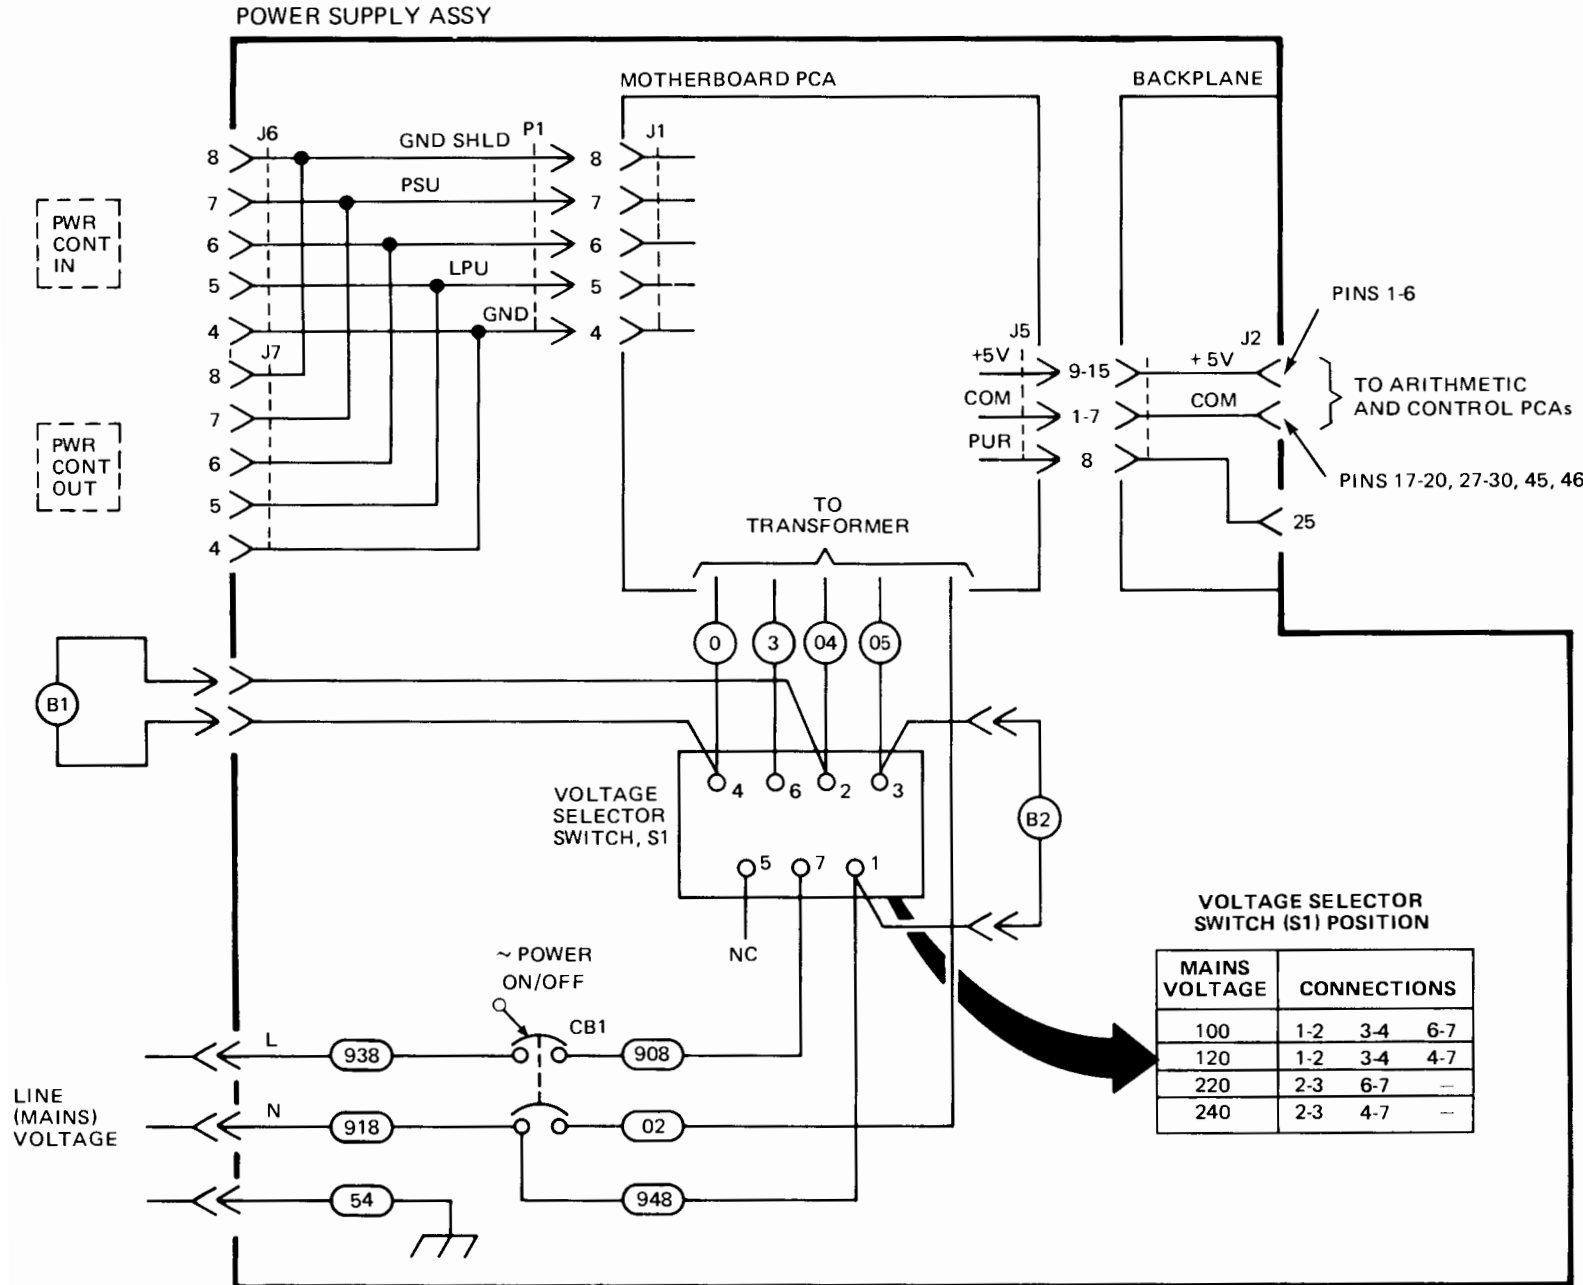 POWER SUPPLY ASSY
MOTHERBOARD PCA
BACKPLANE
J6
P1
J1
8
GND SHLD
8
7
PSU
7
6
6
5
LPU
5
4
GND
4
PWR
CONT
IN
J7
8
7
6
5
4
PWR
CONT
OUT
J5
+5V
9-15
+ 5V
J2
PINS 1-6
COM
1-7
COM
PUR
8
25
TO ARITHMETIC
AND CONTROL PCAs
PINS 17-20, 27-30, 45, 46
TO
TRANSFORMER
0
3
04
05
B1
B2
VOLTAGE
SELECTOR
SWITCH, S1
4
6
2
3
5
7
1
NC
~ POWER
ON/OFF
CB1
L
938
908
LINE
(MAINS)
VOLTAGE
N
918
02
54
948
VOLTAGE SELECTOR
SWITCH (S1) POSITION
MAINS
VOLTAGE
CONNECTIONS
100 1-2 3-4 6-7
120 1-2 3-4 4-7
220 2-3 6-7 —
240 2-3 4-7 —